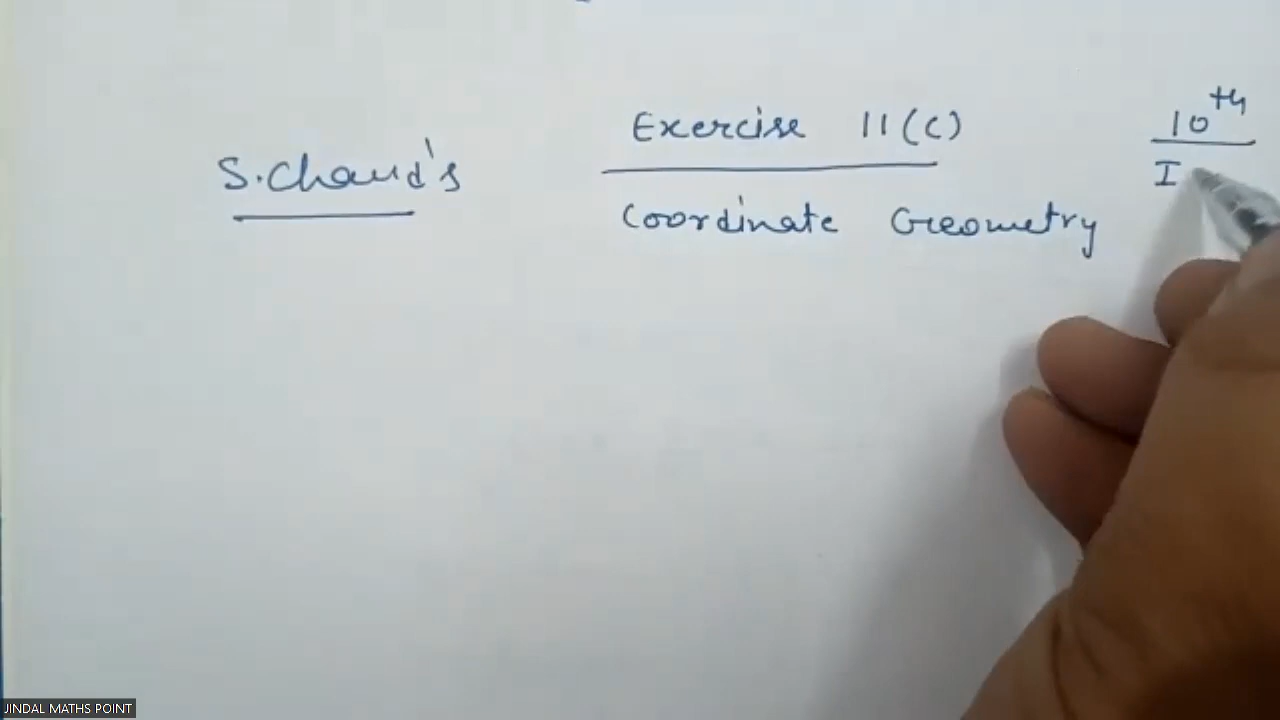 Exercise 11(C)
10th
S.Chand's
I
Coordinate Geometry
JINDAL MATHS POINT